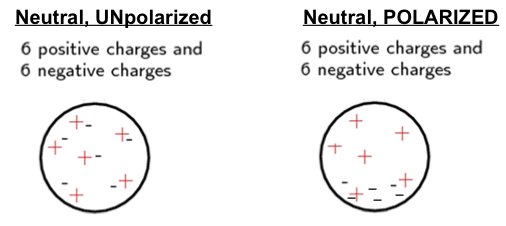 Neutral, UNpolarized
6 positive charges and
6 negative charges
Neutral, POLARIZED
6 positive charges and
6 negative charges